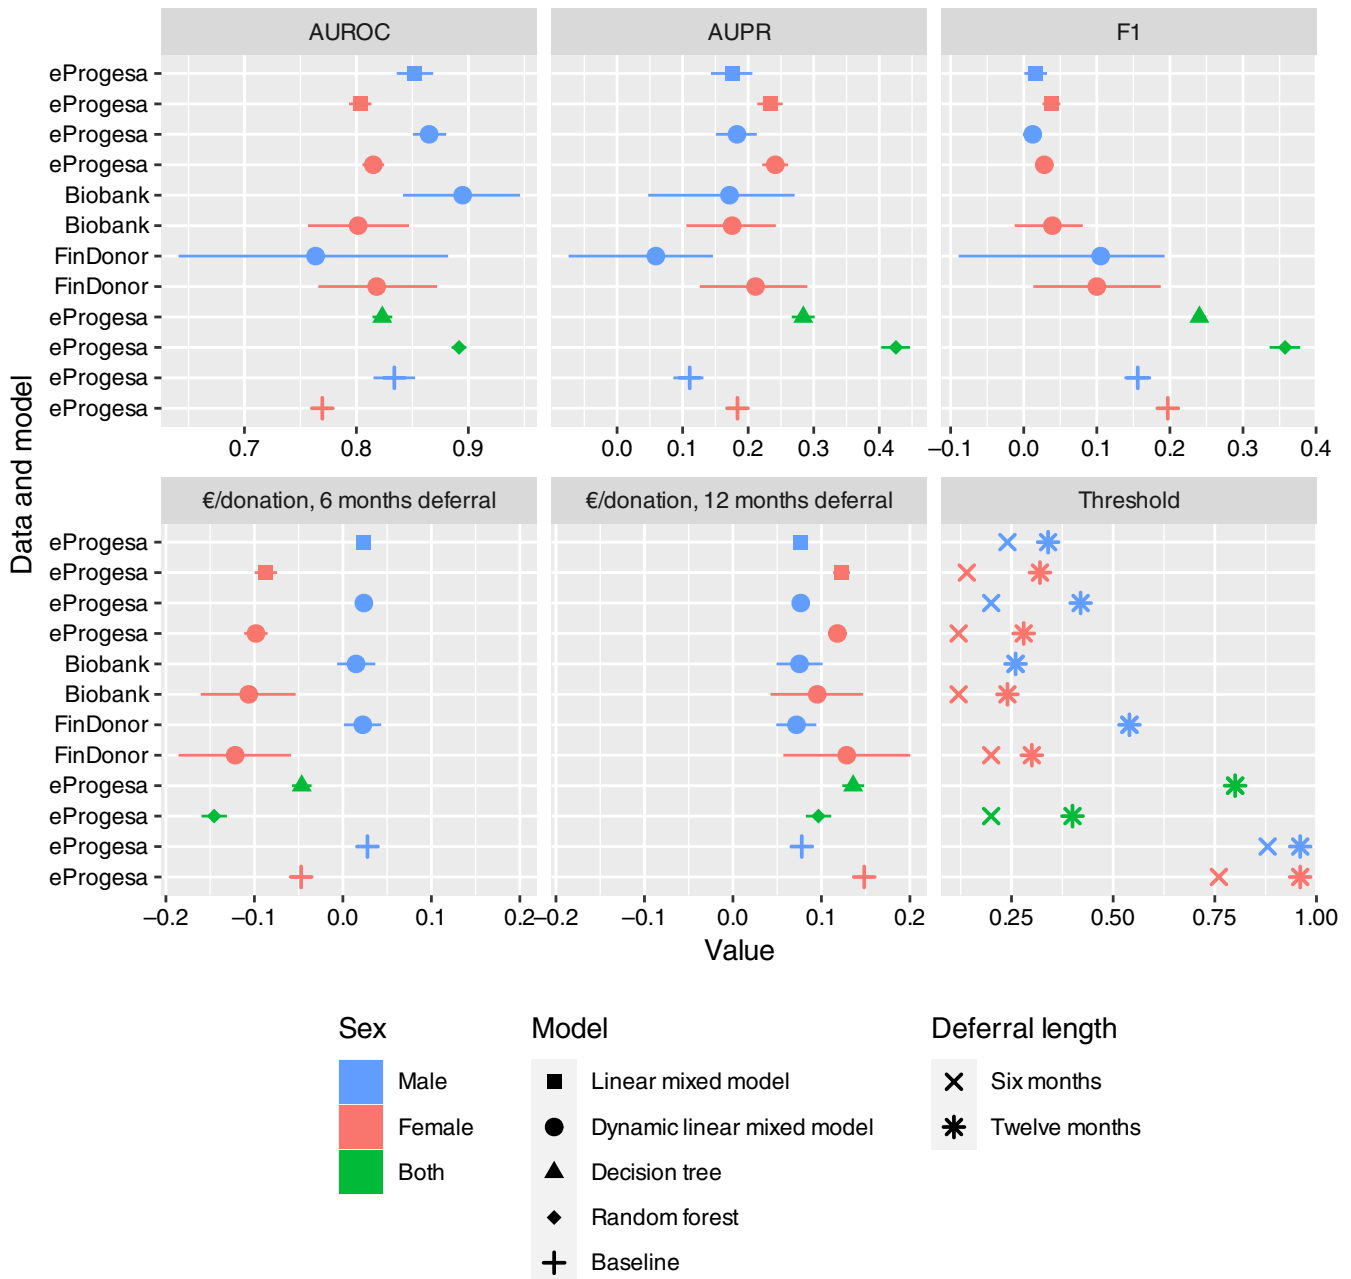 AUROC AUPR F1
eProgesa
eProgesa
eProgesa
eProgesa
Biobank
Biobank
FinDonor
FinDonor
eProgesa
eProgesa
eProgesa
eProgesa
0.7 0.8 0.9 0.0 0.1 0.2 0.3 0.4 −0.1 0.0 0.1 0.2 0.3 0.4
Data and model
€/donation, 6 months deferral €/donation, 12 months deferral Threshold
eProgesa
eProgesa
eProgesa
eProgesa
Biobank
Biobank
FinDonor
FinDonor
eProgesa
eProgesa
eProgesa
eProgesa
−0.2 −0.1 0.0 0.1 0.2 −0.2 −0.1 0.0 0.1 0.2 0.25 0.50 0.75 1.00
Value
Sex
Male
Female
Both
Model
Linear mixed model
Dynamic linear mixed model
Decision tree
Random forest
Baseline
Deferral length
Six months
Twelve months